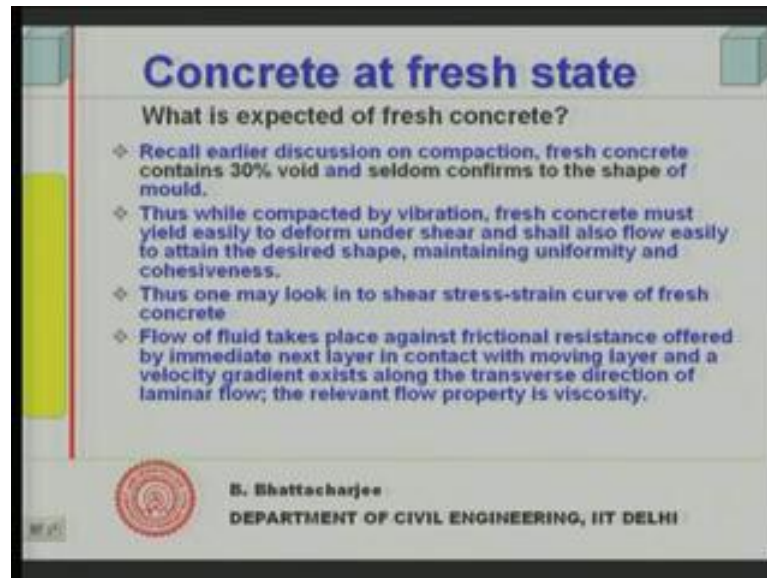 Concrete at fresh state
What is expected of fresh concrete?
Recall earlier discussion on compaction, fresh concrete
contains 30% void and seldom confirms to the shape of
mould.
Thus while compacted by vibration, fresh concrete must
yield easily to deform under shear and shall also flow easily
to attain the desired shape, maintaining uniformity and
cohesiveness.
Thus one may look in to shear stress-strain curve of fresh
concrete
Flow of fluid takes place against frictional resistance offered
by immediate next layer in contact with moving layer and a
velocity gradient exists along the transverse direction of
laminar flow; the relevant flow property is viscosity.
B. Bhattacharjee
DEPARTMENT OF CIVIL ENGINEERING, IIT DELHI